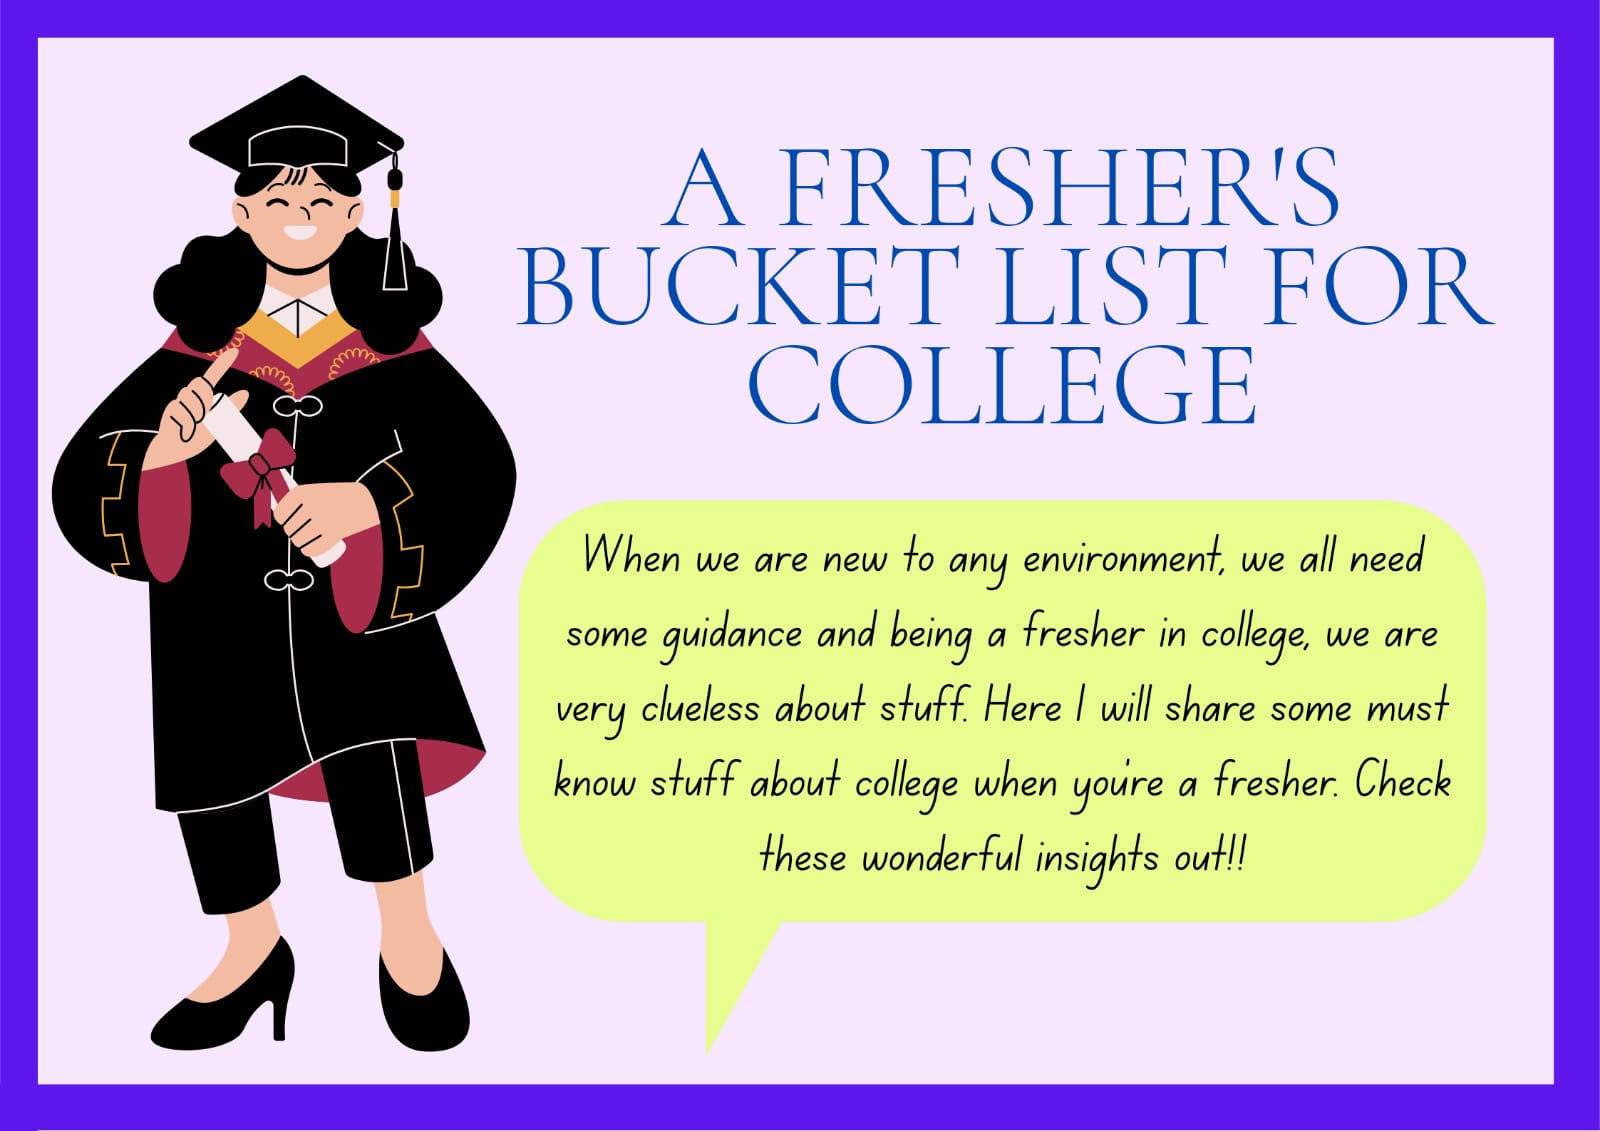 A FRESHER'S
BUCKET LIST FOR
COLLEGE
When we are new to any environment, we all need
some guidance and being a fresher in college, we are
very clueless about stuff. Here I will share some must
know stuff about college when you're a fresher. Check
these wonderful insights out!!